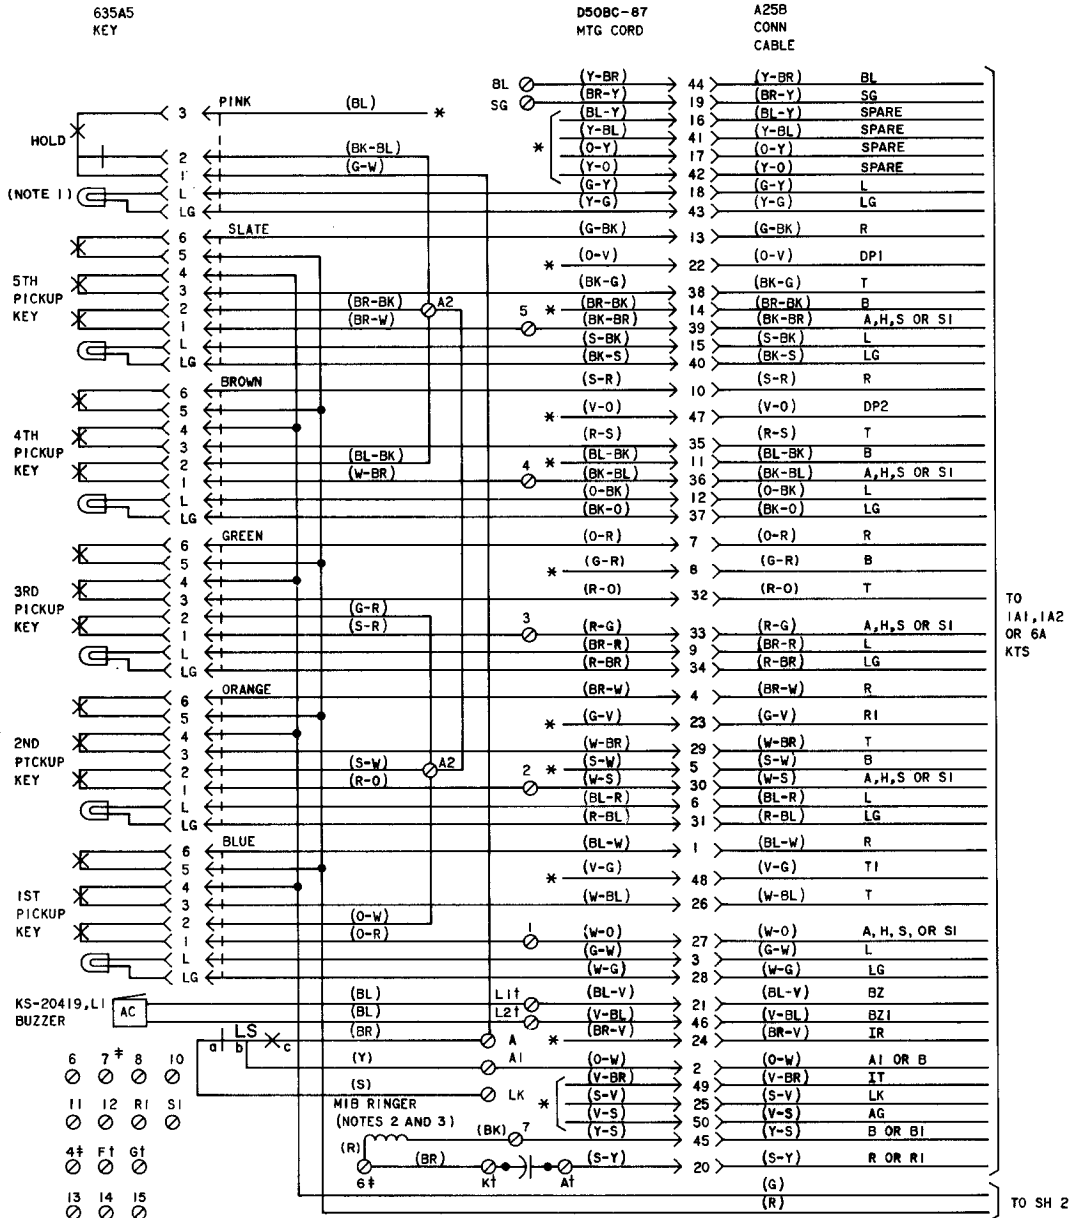 635A5 D50BC-87 A25B
KEY MTG CORD CONN
CABLE
BL (Y-BR) 44 (Y-BR) BL
SG (BR-Y) 19 (BR-Y) SG
3 PINK (BL) * (BL-Y) 16 (BL-Y) SPARE
HOLD * (Y-BL) 41 (Y-BL) SPARE
2 (BK-BL) (O-Y) 17 (O-Y) SPARE
1 (G-W) (Y-O) 42 (Y-O) SPARE
(NOTE 1) L (G-Y) 18 (G-Y) L
LG (Y-G) 43 (Y-G) LG
6 SLATE (G-BK) 13 (G-BK) R
5 * (O-V) 22 (O-V) DP1
5TH 4
PICKUP 3 (BK-G) 38 (BK-G) T
KEY 2 (BR-BK) A2 * (BR-BK) 14 (BR-BK) B
1 (BR-W) 5 (BK-BR) 39 (BK-BR) A,H,S OR S1
L (S-BK) 15 (S-BK) L
LG (BK-S) 40 (BK-S) LG
6 BROWN (S-R) 10 (S-R) R
5 * (V-O) 47 (V-O) DP2
4TH 4
PICKUP 3 (R-S) 35 (R-S) T
KEY 2 (BL-BK) * (BL-BK) 11 (BL-BK) B
1 (W-BR) 4 (BK-BL) 36 (BK-BL) A,H,S OR S1
L (O-BK) 12 (O-BK) L
LG (BK-O) 37 (BK-O) LG
6 GREEN (O-R) 7 (O-R) R
5 * (G-R) 8 (G-R) B
3RD 4
PICKUP 3 (R-O) 32 (R-O) T
KEY 2 (G-R)
1 (S-R) 3 (R-G) 33 (R-G) A,H,S OR S1
L (BR-R) 9 (BR-R) L
LG (R-BR) 34 (R-BR) LG
TO
1A1,1A2
OR 6A
KTS
6 ORANGE (BR-W) 4 (BR-W) R
5 * (G-V) 23 (G-V) R1
2ND 4
PTCKUP 3 (W-BR) 29 (W-BR) T
KEY 2 (S-W) A2 * (S-W) 5 (S-W) B
1 (R-O) 2 (W-S) 30 (W-S) A,H,S OR S1
L (BL-R) 6 (BL-R) L
LG (R-BL) 31 (R-BL) LG
6 BLUE (BL-W) 1 (BL-W) R
5 * (V-G) 48 (V-G) T1
1ST 4
PICKUP 3 (W-BL) 26 (W-BL) T
KEY 2 (O-W)
1 (O-R) 1 (W-O) 27 (W-O) A, H, S, OR S1
L (G-W) 3 (G-W) L
LG (W-G) 28 (W-G) LG
KS-20419,L1 AC (BL) L1† (BL-V) 21 (BL-V) BZ
BUZZER (BL) L2† (V-BL) 46 (V-BL) BZ1
a LS b c (BR) A * (BR-V) 24 (BR-V) IR
(Y) A1 (O-W) 2 (O-W) A1 OR B
* (V-BR) 49 (V-BR) IT
(S) LK (S-V) 25 (S-V) LK
(V-S) 50 (V-S) AG
MIB RINGER
(NOTES 2 AND 3) (BK) 7 (Y-S) 45 (Y-S) B OR B1
(R) (BR) 6‡ K† A† (S-Y) 20 (S-Y) R OR R1
6 7‡ 8 10
11 12 R1 S1
4‡ F† G†
13 14 15
(G)
(R) TO SH 2